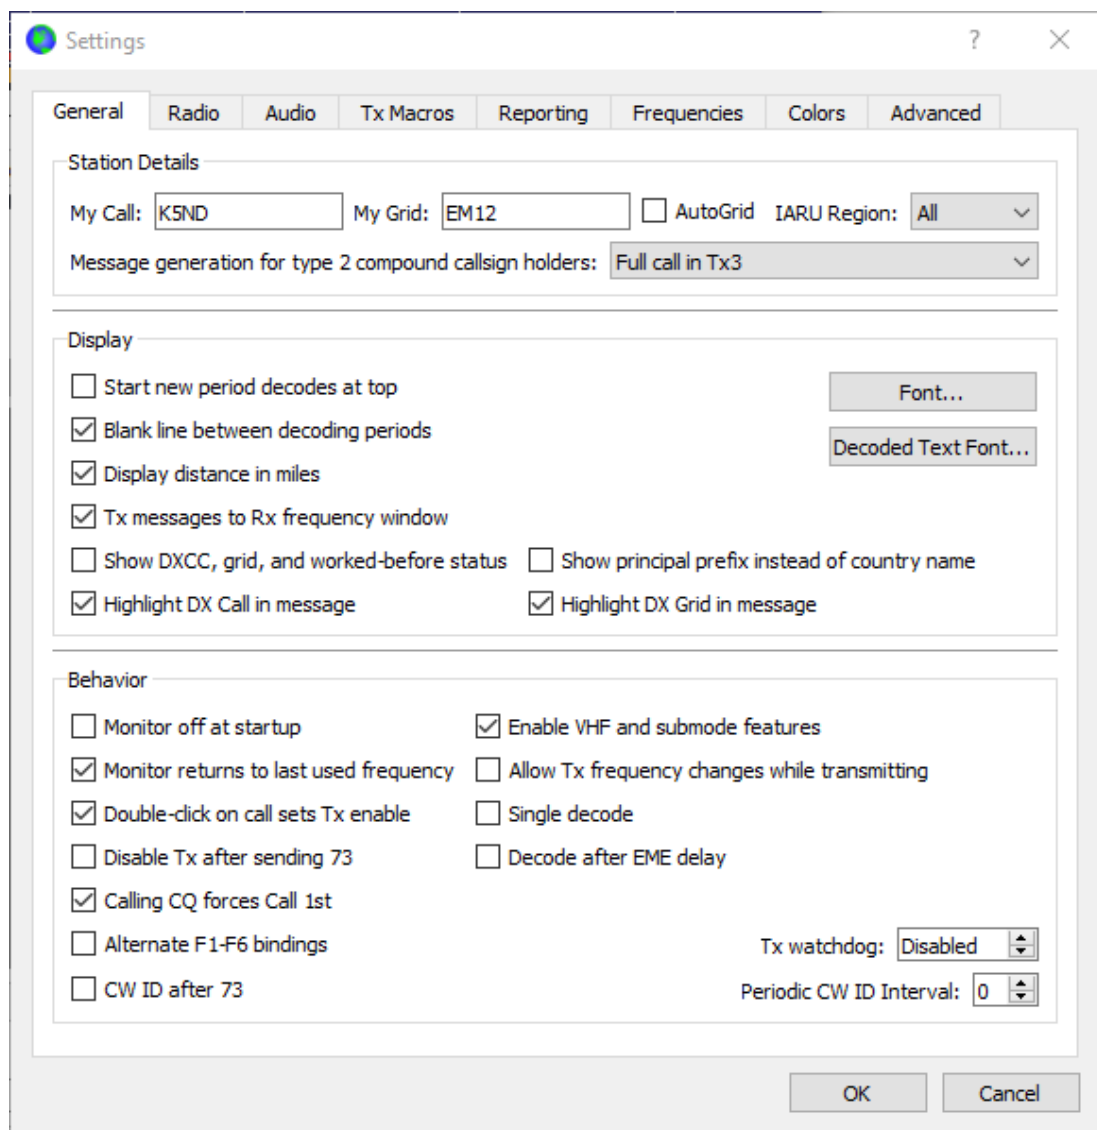 Settings ?
General Radio Audio Tx Macros Reporting Frequencies Colors Advanced
Station Details
My Call: K5ND My Grid: EM12 AutoGrid IARU Region: All
Message generation for type 2 compound callsign holders: Full call in Tx3
Display
Start new period decodes at top Font...
Blank line between decoding periods
Decoded Text Font...
Display distance in miles
Tx messages to Rx frequency window
Show DXCC, grid, and worked-before status Show principal prefix instead of country name
Highlight DX Call in message Highlight DX Grid in message
Behavior
Monitor off at startup Enable VHF and submode features
Monitor returns to last used frequency Allow Tx frequency changes while transmitting
Double-click on call sets Tx enable Single decode
Disable Tx after sending 73 Decode after EME delay
Calling CQ forces Call 1st
Alternate F1-F6 bindings Tx watchdog: Disabled
CW ID after 73 Periodic CW ID Interval: 0
OK Cancel